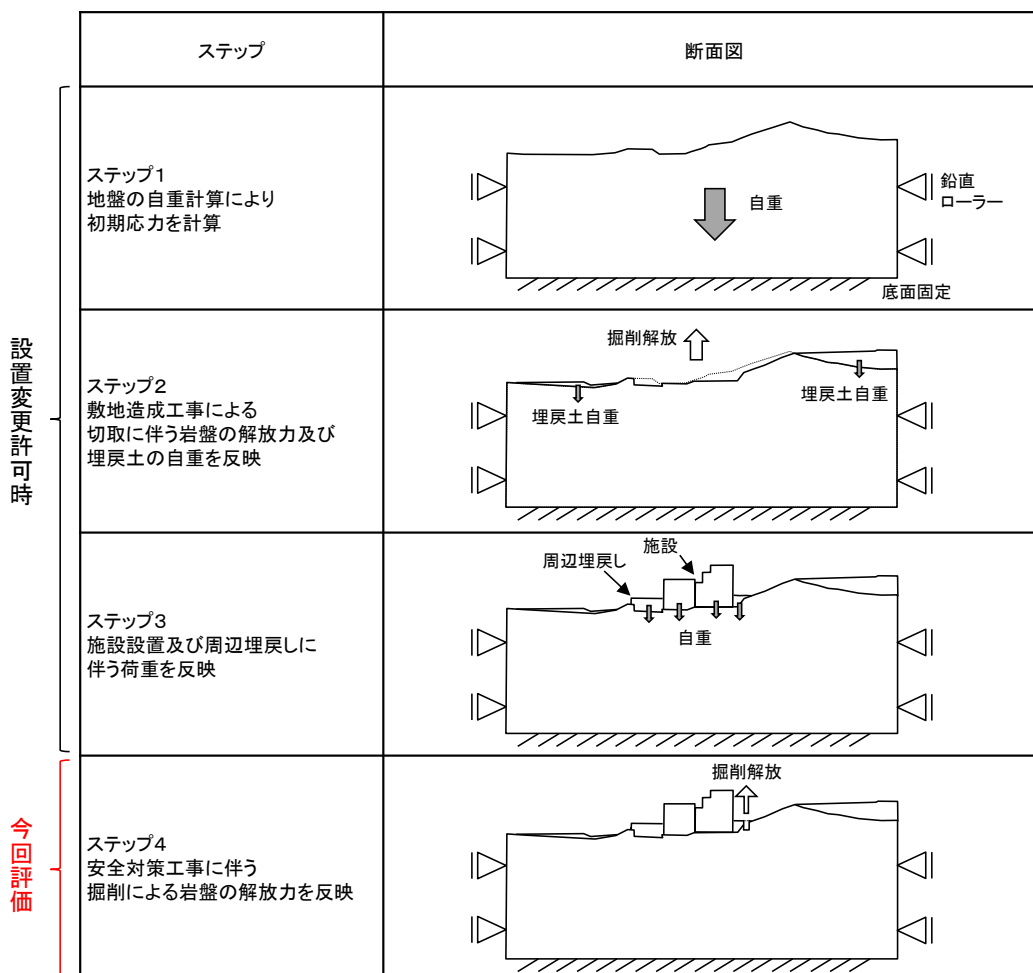 ステップ
断面図
設置変更許可時
ステップ1
地盤の自重計算により
初期応力を計算
自重
鉛直
ローラー
底面固定
ステップ2
敷地造成工事による
切取に伴う岩盤の解放力及び
埋戻土の自重を反映
掘削解放
埋戻土自重
埋戻土自重
ステップ3
施設設置及び周辺埋戻しに
伴う荷重を反映
施設
周辺埋戻し
自重
今回評価
ステップ4
安全対策工事に伴う
掘削による岩盤の解放力を反映
掘削解放